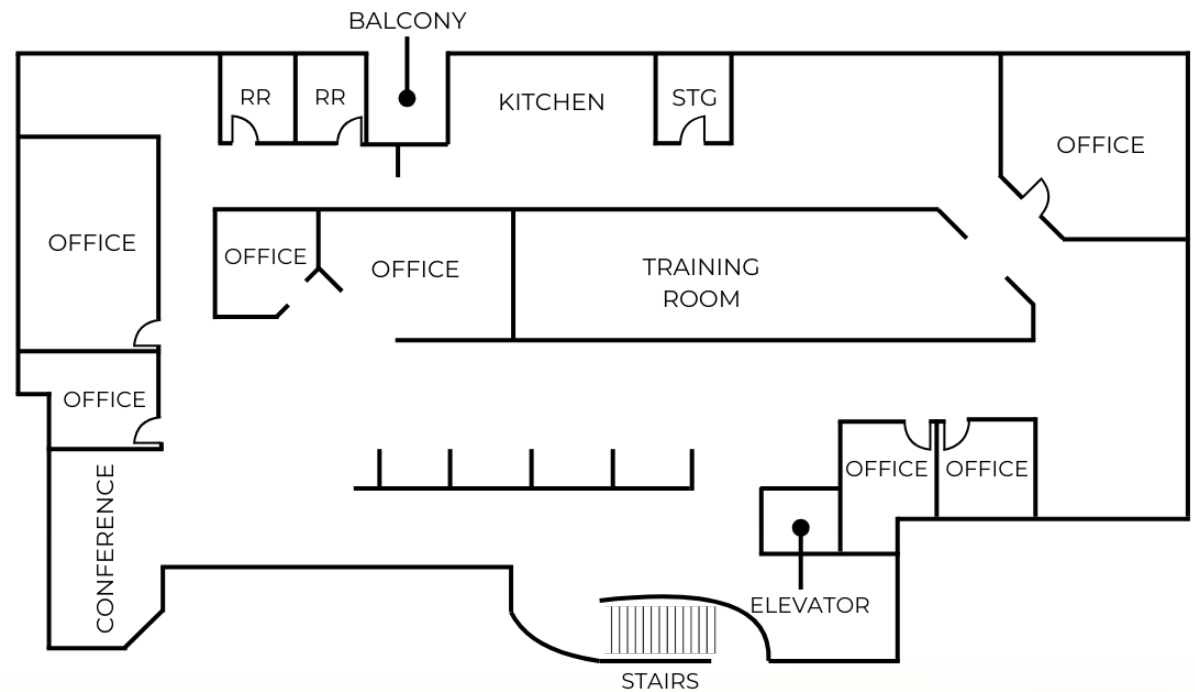 BALCONY
RR
RR
KITCHEN
STG
OFFICE
OFFICE
OFFICE
OFFICE
TRAINING
ROOM
OFFICE
CONFERENCE
OFFICE
OFFICE
ELEVATOR
STAIRS